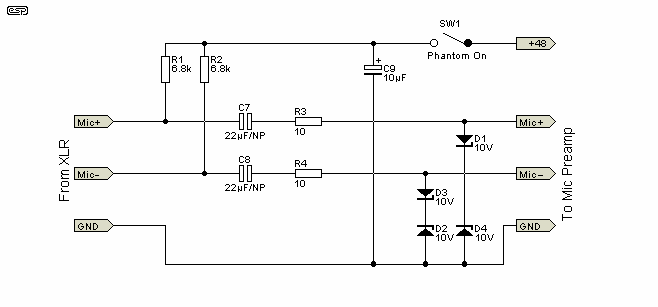 esp
SW1
+48
Phantom On
R1
6.8k
R2
6.8k
+
C9
10µF
Mic+
C7
22µF/NP
R3
10
D1
10V
Mic+
Mic-
C8
22µF/NP
R4
10
Mic-
D3
10V
GND
D2
10V
D4
10V
GND
From XLR
To Mic Preamp